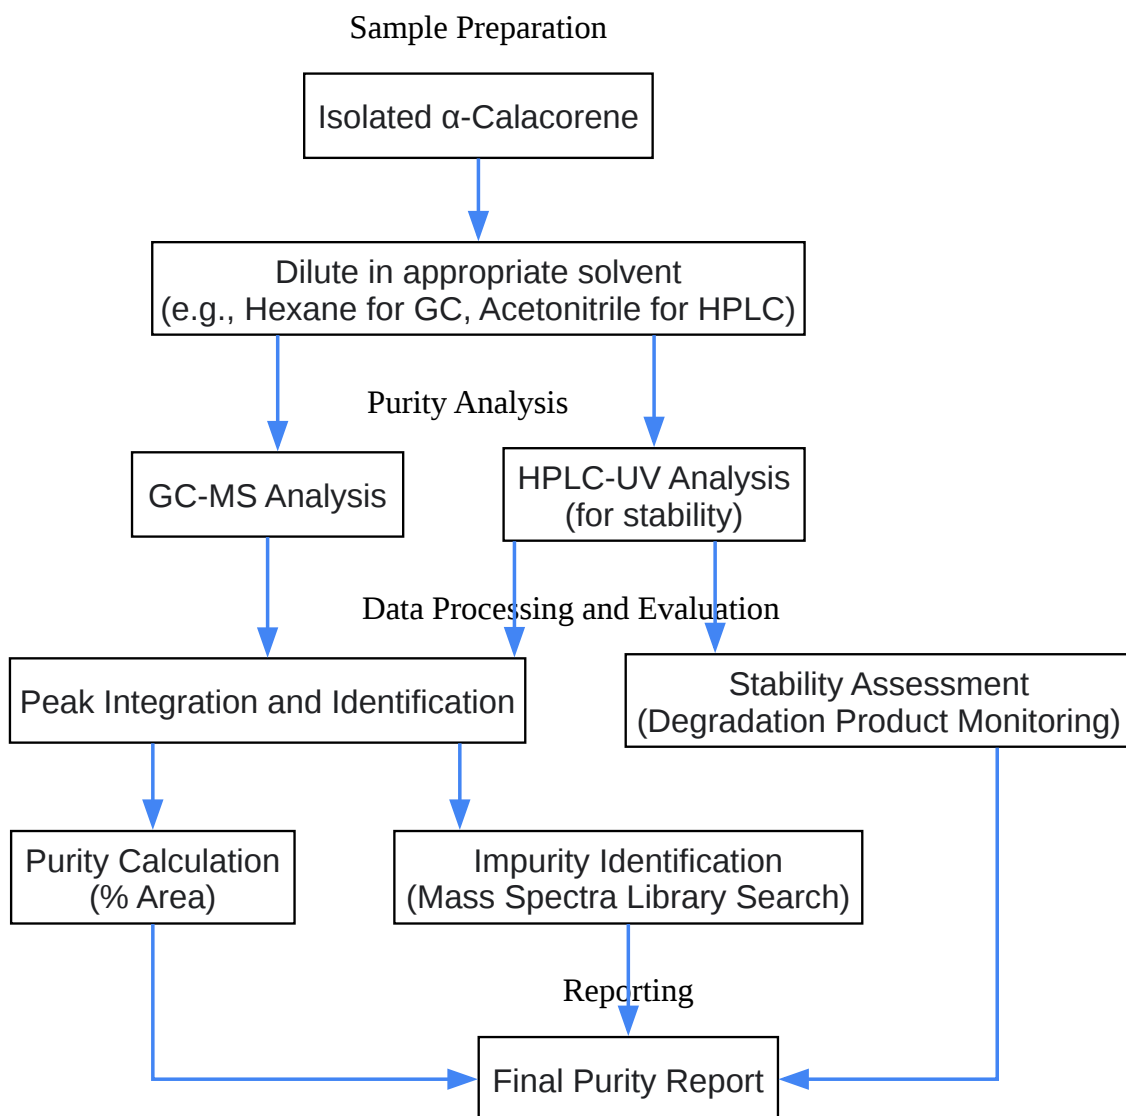 Sample Preparation
Isolated α-Calacorene
Dilute in appropriate solvent
(e.g., Hexane for GC, Acetonitrile for HPLC)
Purity Analysis
GC-MS Analysis
HPLC-UV Analysis
(for stability)
Data Processing and Evaluation
Peak Integration and Identification
Stability Assessment
(Degradation Product Monitoring)
Purity Calculation
(% Area)
Impurity Identification
(Mass Spectra Library Search)
Reporting
Final Purity Report